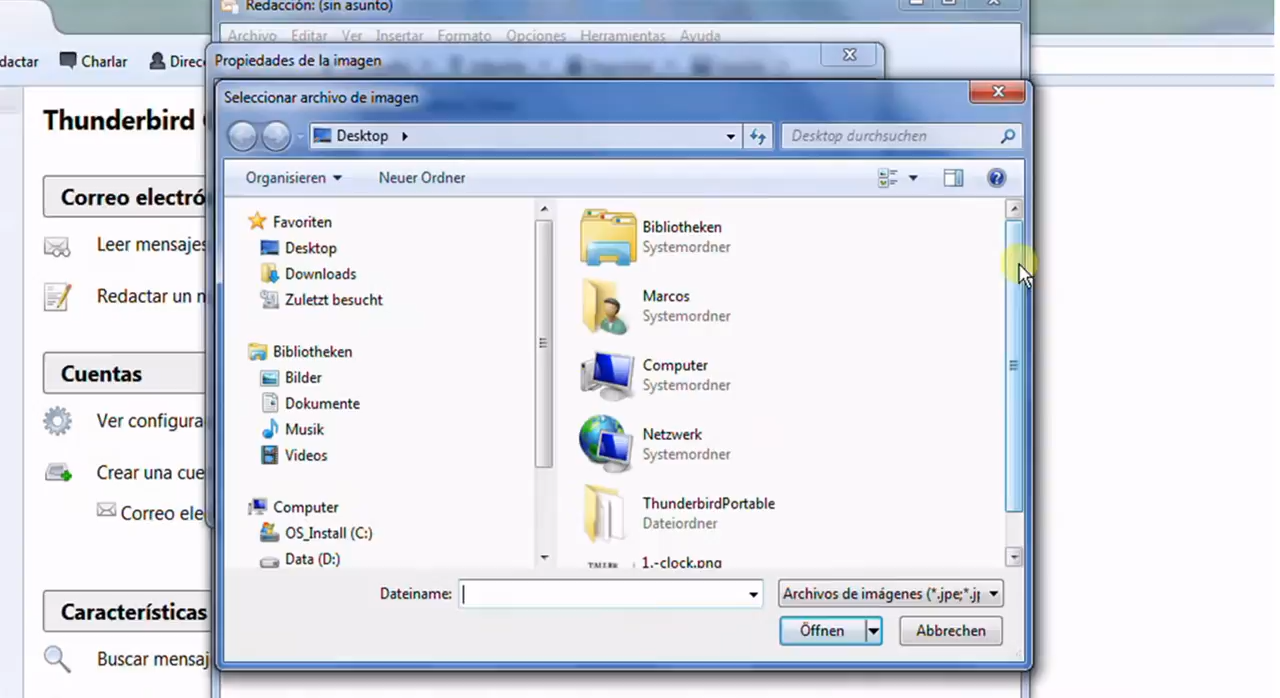 Redacción: (sin asunto)
Archivo Editar Ver Insertar Formato Opciones Herramientas Ayuda
dactar Charlar Direc
Propiedades de la imagen
Seleccionar archivo de imagen
Desktop
Desktop durchsuchen
Organisieren Neuer Ordner
Thunderbird
Correo electró
Leer mensajes
Redactar un n
Cuentas
Ver configura
Crear una cue
Correo ele
Características
Buscar mensaj
Favoriten
Desktop
Downloads
Zuletzt besucht
Bibliotheken
Bilder
Dokumente
Musik
Videos
Computer
OS_Install (C:)
Data (D:)
Bibliotheken
Systemordner
Marcos
Systemordner
Computer
Systemordner
Netzwerk
Systemordner
ThunderbirdPortable
Dateiordner
TALLER
1.-clock.png
Dateiname:
Archivos de imágenes (*.jpe;*.jp
Öffnen Abbrechen